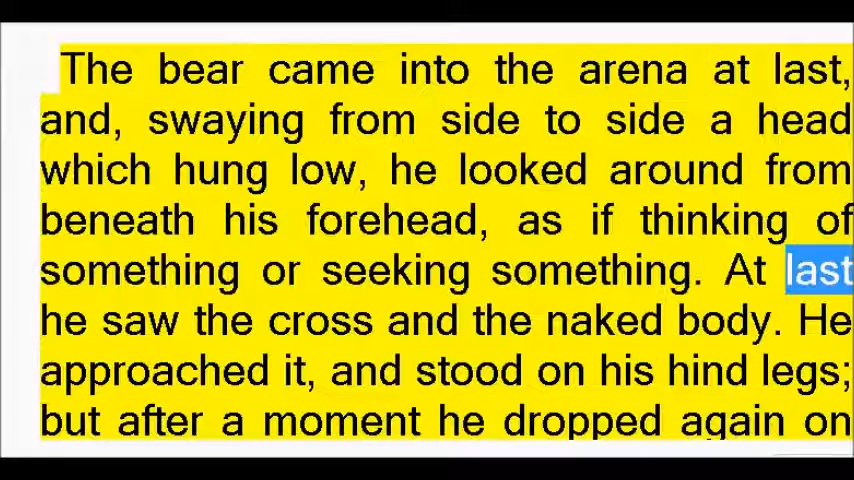 The bear came into the arena at last,
and, swaying from side to side a head
which hung low, he looked around from
beneath his forehead, as if thinking of
something or seeking something. At last
he saw the cross and the naked body. He
approached it, and stood on his hind legs;
but after a moment he dropped again on